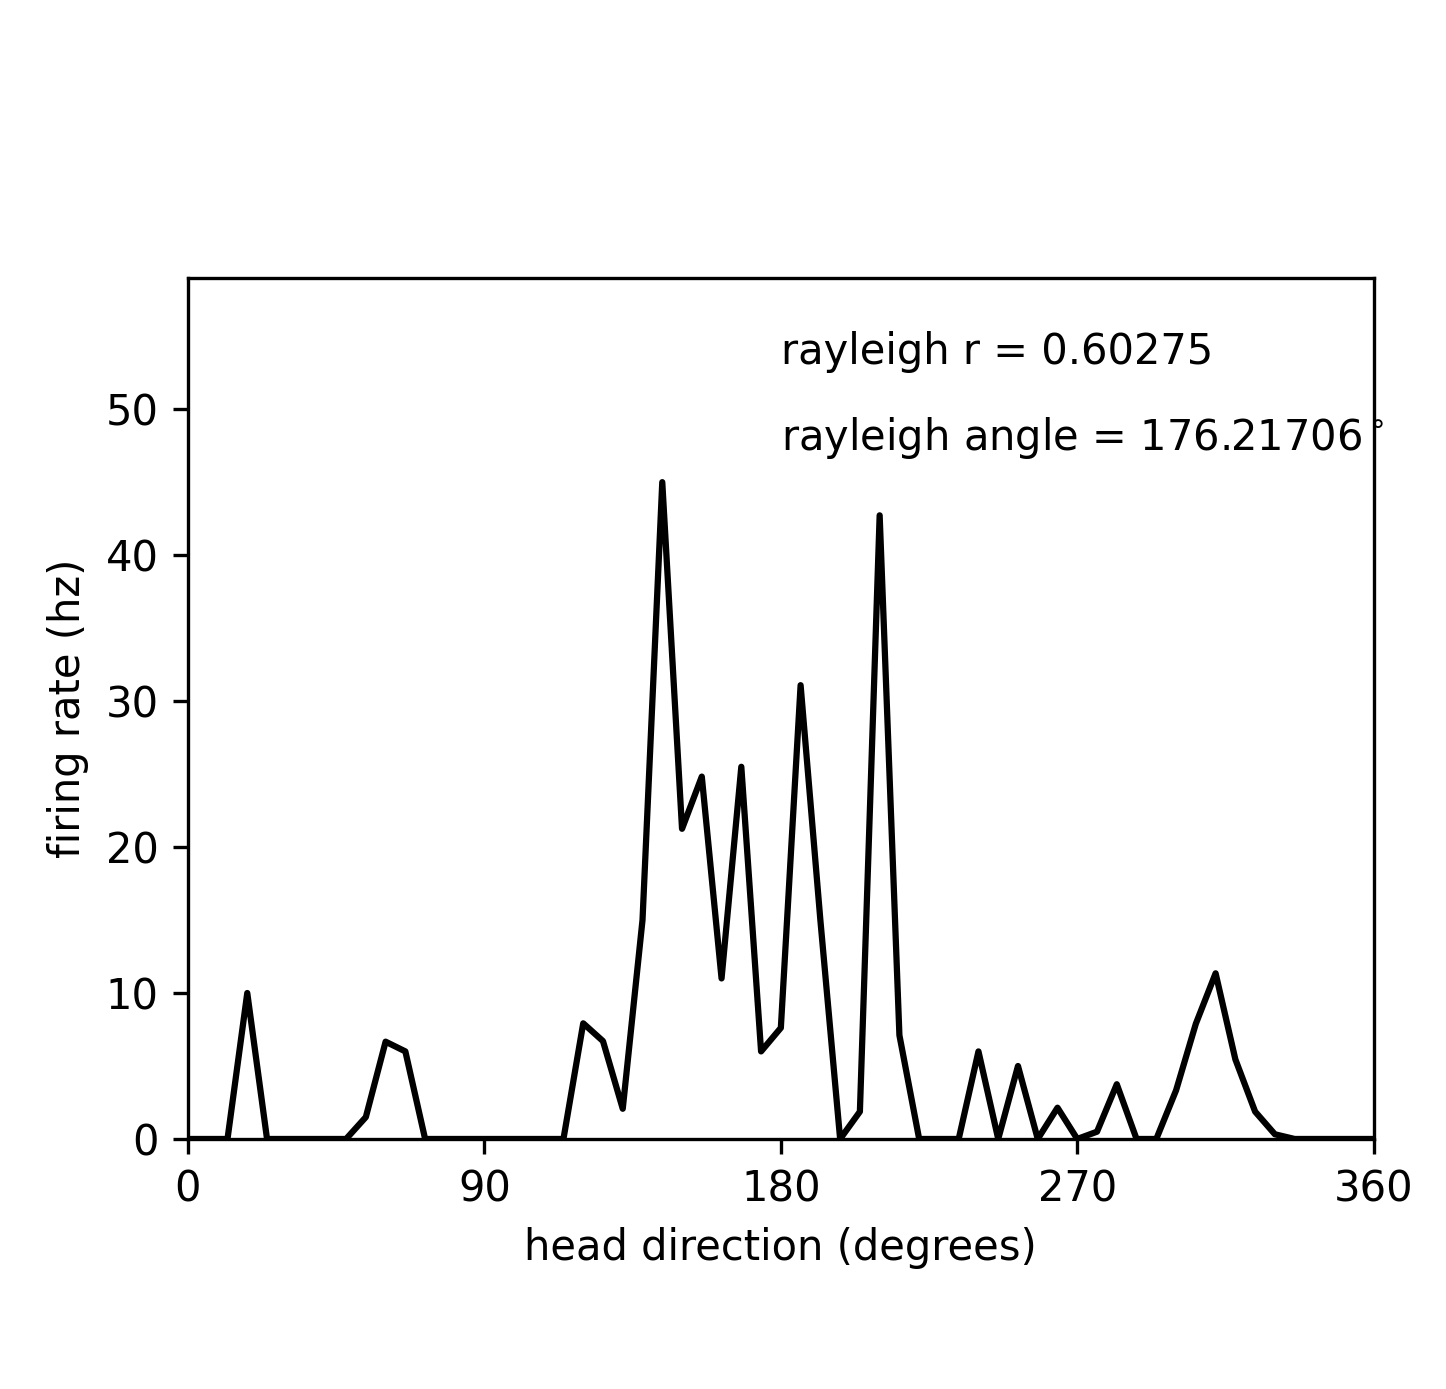 rayleigh r = 0.60275
rayleigh angle = 176.21706°
50
40
30
20
10
0
firing rate (hz)
0 90 180 270 360
head direction (degrees)